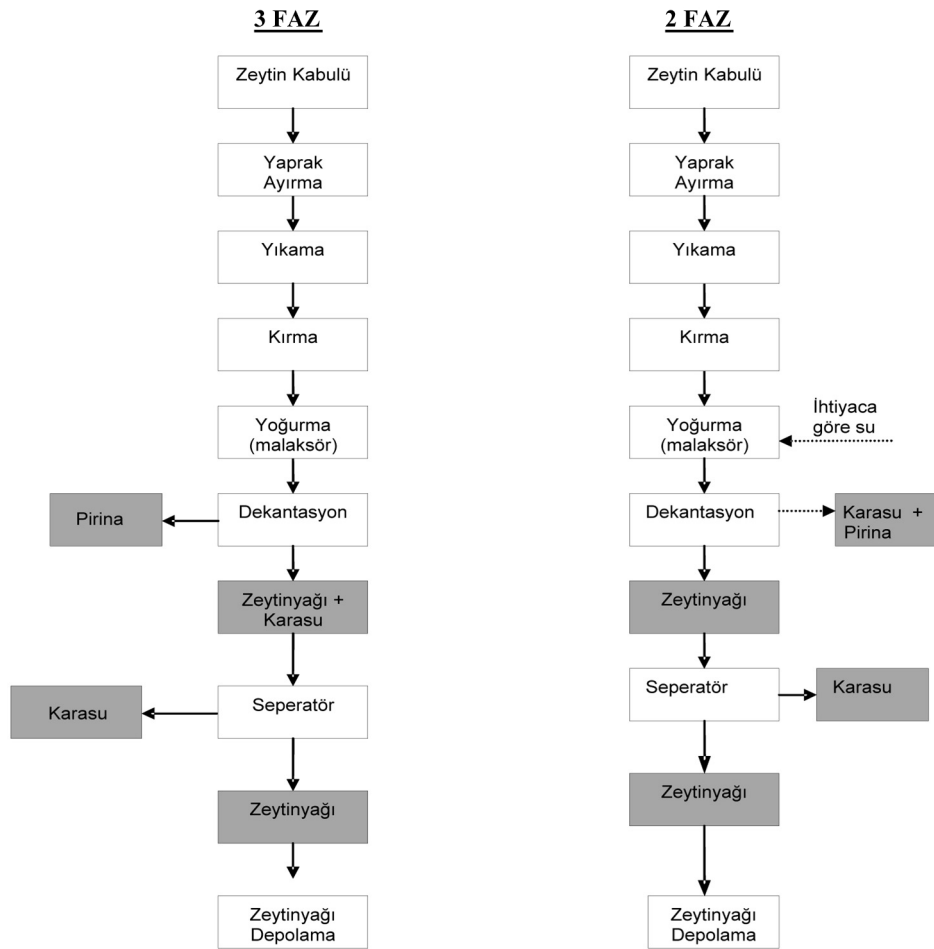 3 FAZ
Zeytin Kabulü
Yaprak
Ayırma
Yıkama
Kırma
Yoğurma
(malaksör)
Dekantasyon
Pirina
Zeytinyağı +
Karasu
Seperatör
Karasu
Zeytinyağı
Zeytinyağı
Depolama
2 FAZ
Zeytin Kabulü
Yaprak
Ayırma
Yıkama
Kırma
Yoğurma
(malaksör)
İhtiyaca
göre su
Dekantasyon
Karasu +
Pirina
Zeytinyağı
Seperatör
Karasu
Zeytinyağı
Zeytinyağı
Depolama